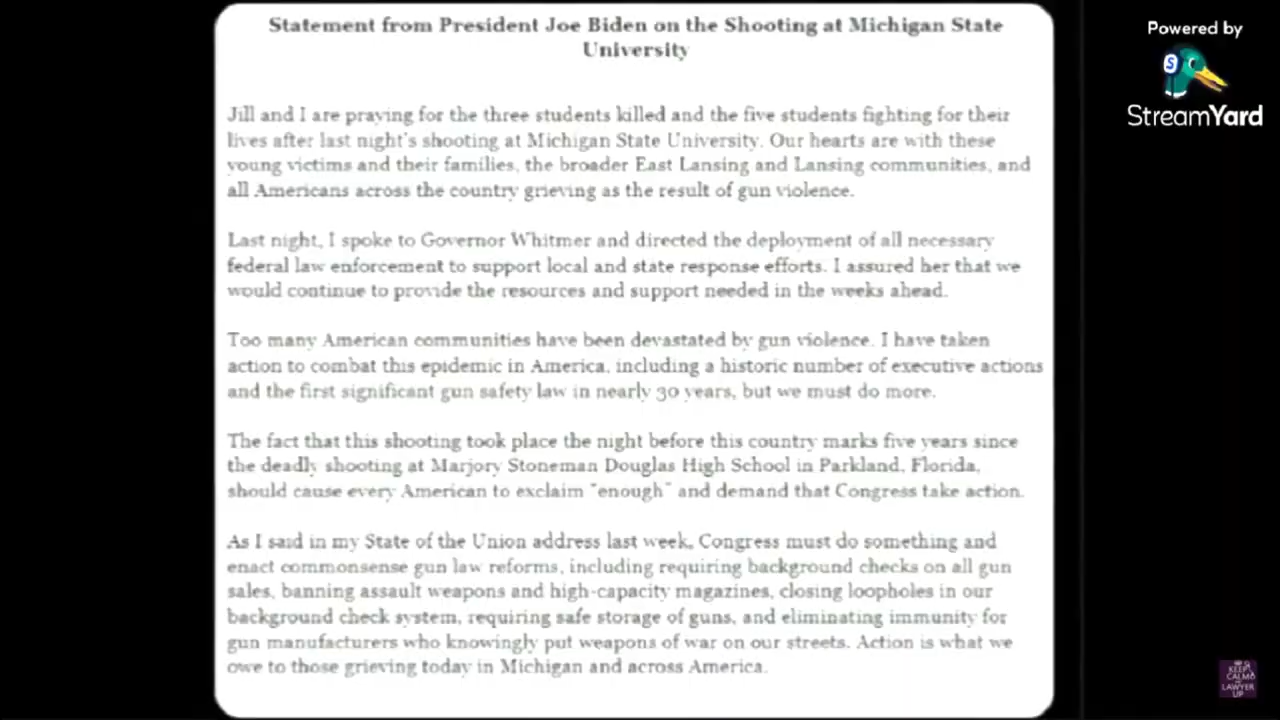 Statement from President Joe Biden on the Shooting at Michigan State
University
Jill and I are praying for the three students killed and the five students fighting for their
lives after last night's shooting at Michigan State University. Our hearts are with these
young victims and their families, the broader East Lansing and Lansing communities, and
all Americans across the country grieving as the result of gun violence.
Last night, I spoke to Governor Whitmer and directed the deployment of all necessary
federal law enforcement to support local and state response efforts. I assured her that we
would continue to provide the resources and support needed in the weeks ahead.
Too many American communities have been devastated by gun violence. I have taken
action to combat this epidemic in America, including a historic number of executive actions
and the first significant gun safety law in nearly 30 years, but we must do more.
The fact that this shooting took place the night before this country marks five years since
the deadly shooting at Marjory Stoneman Douglas High School in Parkland, Florida,
should cause every American to exclaim "enough" and demand that Congress take action.
As I said in my State of the Union address last week, Congress must do something and
enact commonsense gun law reforms, including requiring background checks on all gun
sales, banning assault weapons and high-capacity magazines, closing loopholes in our
background check system, requiring safe storage of guns, and eliminating immunity for
gun manufacturers who knowingly put weapons of war on our streets. Action is what we
owe to those grieving today in Michigan and across America.
Powered by
S
StreamYard
KEEP
CALM
LAWYER
UP